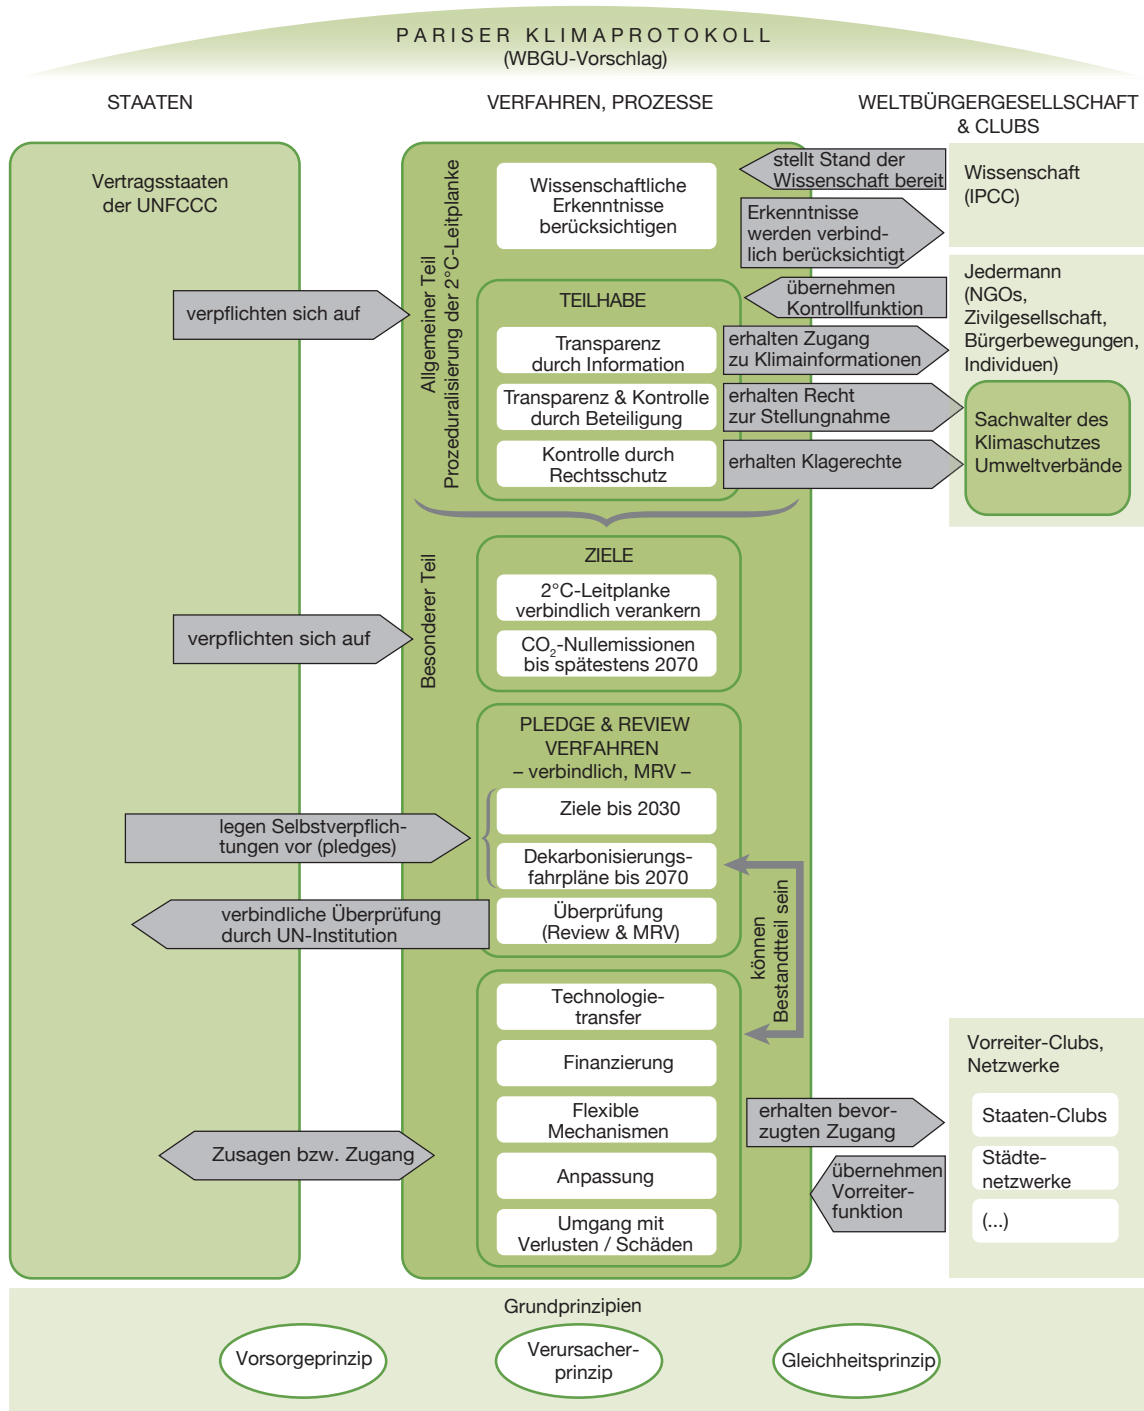 PARISER KLIMAPROTOKOLL
(WBGU-Vorschlag)
STAATEN
VERFAHREN, PROZESSE
WELTBÜRGERGESELLSCHAFT
& CLUBS
Vertragsstaaten
der UNFCCC
verpflichten sich auf
verpflichten sich auf
legen Selbstverpflich-
tungen vor (pledges)
verbindliche Überprüfung
durch UN-Institution
Zusagen bzw. Zugang
Allgemeiner Teil
Prozeduralisierung der 2°C-Leitplanke
Wissenschaftliche
Erkenntnisse
berücksichtigen
TEILHABE
Transparenz
durch Information
Transparenz & Kontrolle
durch Beteiligung
Kontrolle durch
Rechtsschutz
Besonderer Teil
ZIELE
2°C-Leitplanke
verbindlich verankern
CO2-Nullemissionen
bis spätestens 2070
PLEDGE & REVIEW
VERFAHREN
– verbindlich, MRV –
Ziele bis 2030
Dekarbonisierungs-
fahrpläne bis 2070
Überprüfung
(Review & MRV)
können
Bestandtteil sein
Technologie-
transfer
Finanzierung
Flexible
Mechanismen
Anpassung
Umgang mit
Verlusten / Schäden
stellt Stand der
Wissenschaft bereit
Erkenntnisse
werden verbind-
lich berücksichtigt
übernehmen
Kontrollfunktion
erhalten Zugang
zu Klimainformationen
erhalten Recht
zur Stellungnahme
erhalten Klagerechte
erhalten bevor-
zugten Zugang
übernehmen
Vorreiter-
funktion
Wissenschaft
(IPCC)
Jedermann
(NGOs,
Zivilgesellschaft,
Bürgerbewegungen,
Individuen)
Sachwalter des
Klimaschutzes
Umweltverbände
Vorreiter-Clubs,
Netzwerke
Staaten-Clubs
Städte-
netzwerke
(...)
Grundprinzipien
Vorsorgeprinzip
Verursacher-
prinzip
Gleichheitsprinzip